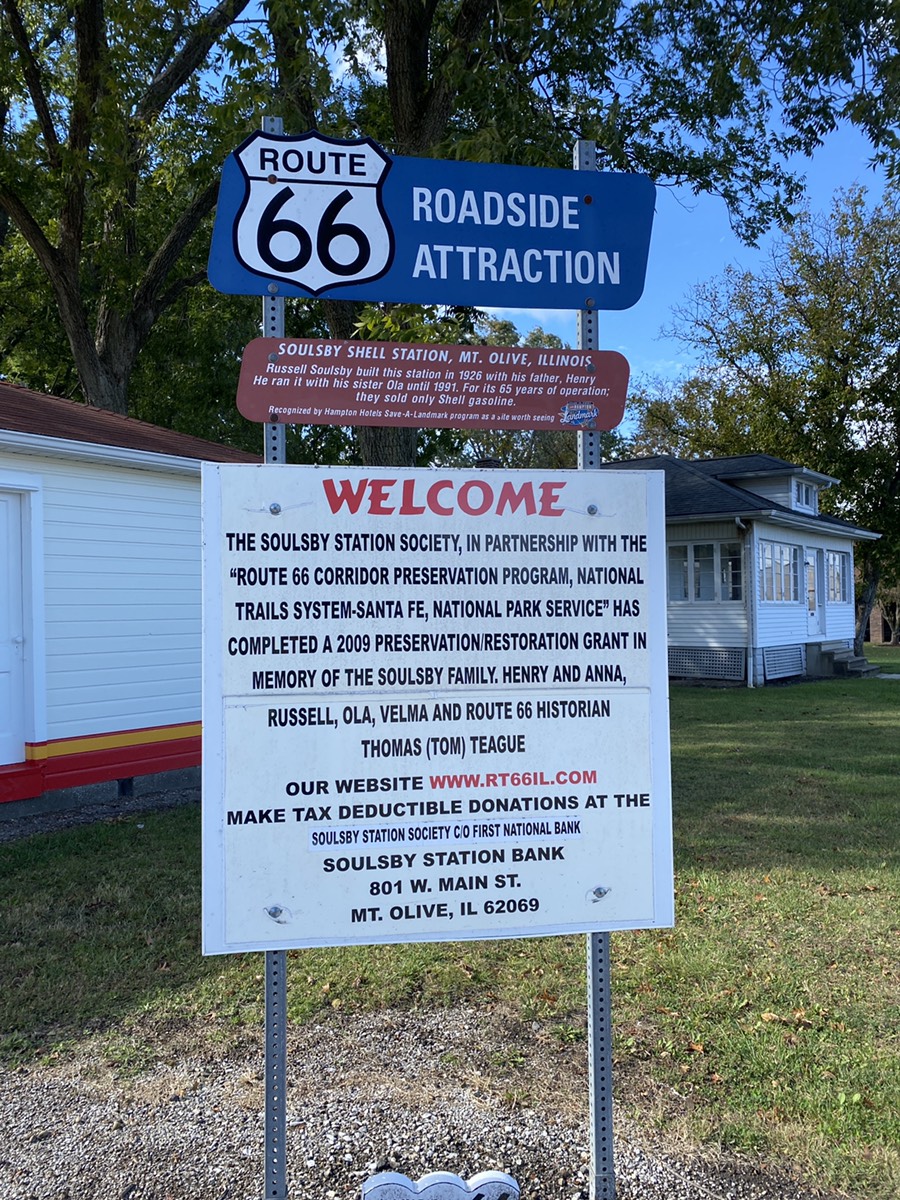 ROUTE
66
ROADSIDE
ATTRACTION
SOULSBY SHELL STATION, MT. OLIVE, ILLINOIS
Russell Soulsby built this station in 1926 with his father, Henry
He ran it with his sister Ola until 1991. For its 65 years of operation;
they sold only Shell gasoline.
Recognized by Hampton Hotels Save-A-Landmark program as a site worth seeing
Landmark
WELCOME
THE SOULSBY STATION SOCIETY, IN PARTNERSHIP WITH THE
“ROUTE 66 CORRIDOR PRESERVATION PROGRAM, NATIONAL
TRAILS SYSTEM-SANTA FE, NATIONAL PARK SERVICE” HAS
COMPLETED A 2009 PRESERVATION/RESTORATION GRANT IN
MEMORY OF THE SOULSBY FAMILY. HENRY AND ANNA,
RUSSELL, OLA, VELMA AND ROUTE 66 HISTORIAN
THOMAS (TOM) TEAGUE
OUR WEBSITE WWW.RT66IL.COM
MAKE TAX DEDUCTIBLE DONATIONS AT THE
SOULSBY STATION SOCIETY C/O FIRST NATIONAL BANK
SOULSBY STATION BANK
801 W. MAIN ST.
MT. OLIVE, IL 62069